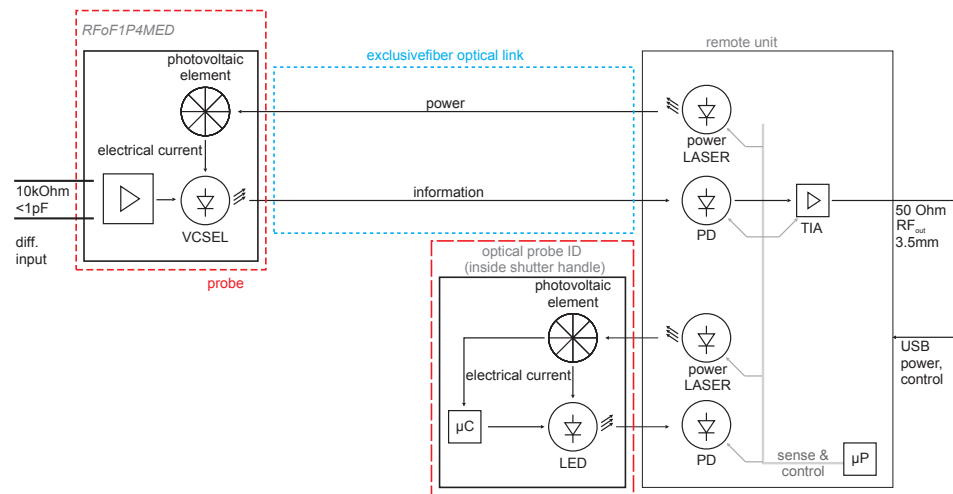 RFoF1P4MED
photovoltaic
element
electrical current
10kOhm
<1pF
diff.
input
VCSEL
probe
exclusivefiber optical link
power
information
remote unit
power
LASER
PD
TIA
50 Ohm
RFout
3.5mm
optical probe ID
(inside shutter handle)
photovoltaic
element
electrical current
µC
LED
power
LASER
PD
USB
power,
control
sense &
control
µP